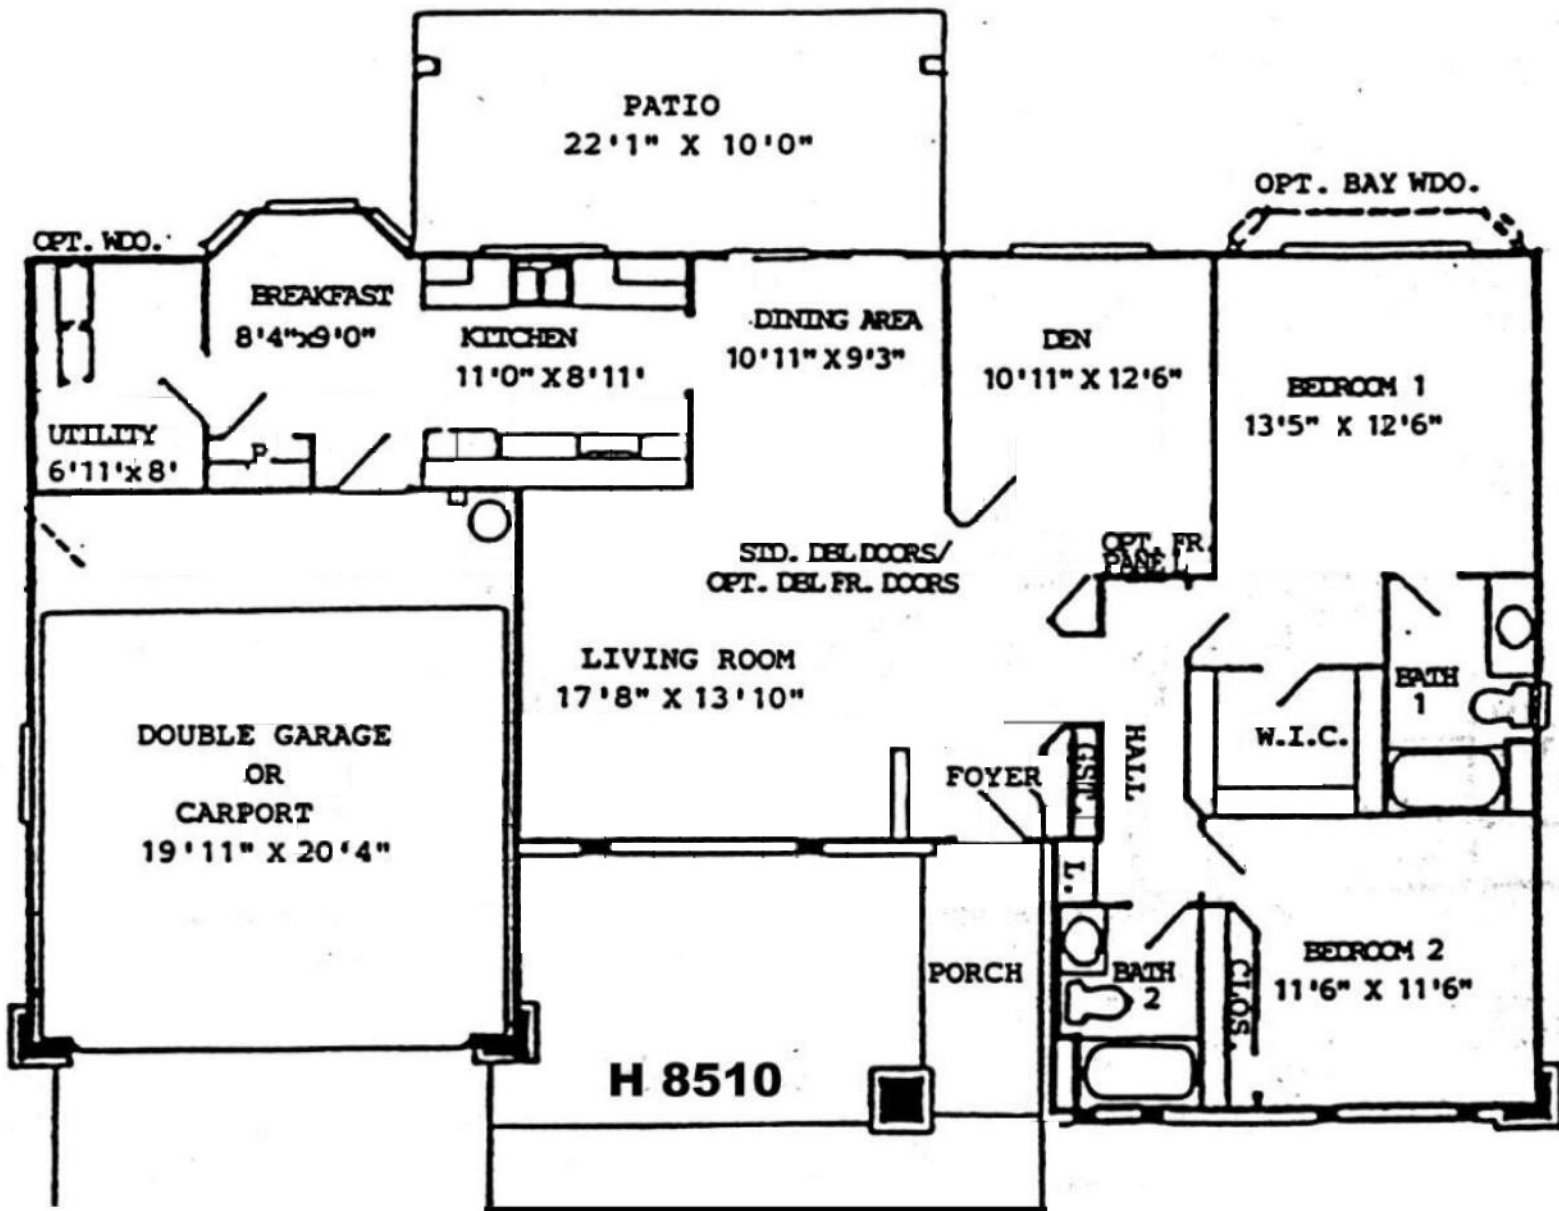 PATIO
22'1" X 10'0"
OPT. BAY WDO.
OPT. WDO.
BREAKFAST
8'4"x9'0"
KITCHEN
11'0" X 8'11'
DINING AREA
10'11" X 9'3"
DEN
10'11" X 12'6"
BEDROOM 1
13'5" X 12'6"
UTILITY
6'11'x 8'
P
STD. DBL DOORS/
OPT. DBL FR. DOORS
OPT. FR.
PANEL
LIVING ROOM
17'8" X 13'10"
BATH
1
W.I.C.
HALL
FOYER
GST.
DOUBLE GARAGE
OR
CARPORT
19'11" X 20'4"
L.
PORCH
BATH
2
CLOS.
BEDROOM 2
11'6" X 11'6"
H 8510